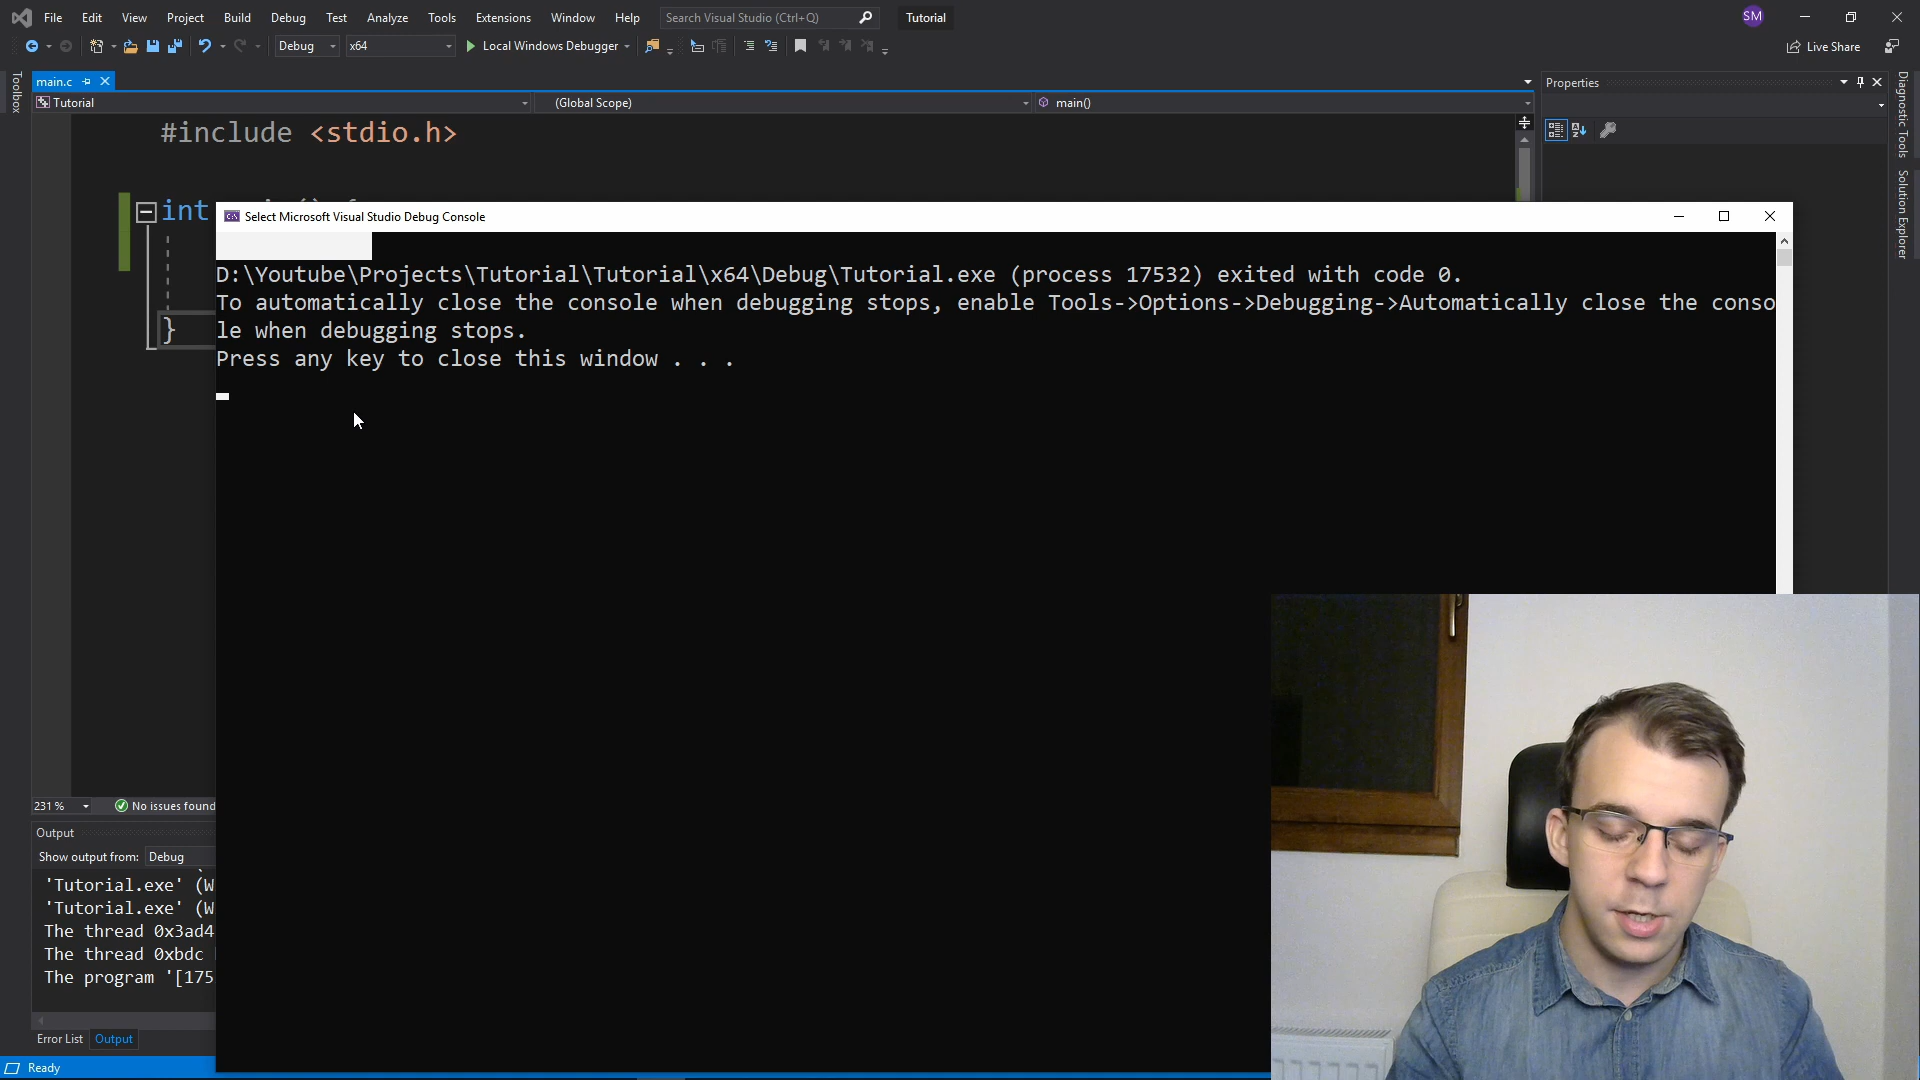 File Edit View Project Build Debug Test Analyze Tools Extensions Window Help Search Visual Studio (Ctrl+Q) Tutorial SM
Debug x64 Local Windows Debugger Live Share
Toolbox
main.c
Tutorial (Global Scope) main()
#include <stdio.h>
int
}
Select Microsoft Visual Studio Debug Console
D:\Youtube\Projects\Tutorial\Tutorial\x64\Debug\Tutorial.exe (process 17532) exited with code 0.
To automatically close the console when debugging stops, enable Tools->Options->Debugging->Automatically close the conso
le when debugging stops.
Press any key to close this window . . .
Properties
Diagnostic Tools
Solution Explorer
231 % No issues found
Output
Show output from: Debug
'Tutorial.exe' (W
'Tutorial.exe' (W
The thread 0x3ad4
The thread 0xbdc
The program '[175
Error List Output
Ready